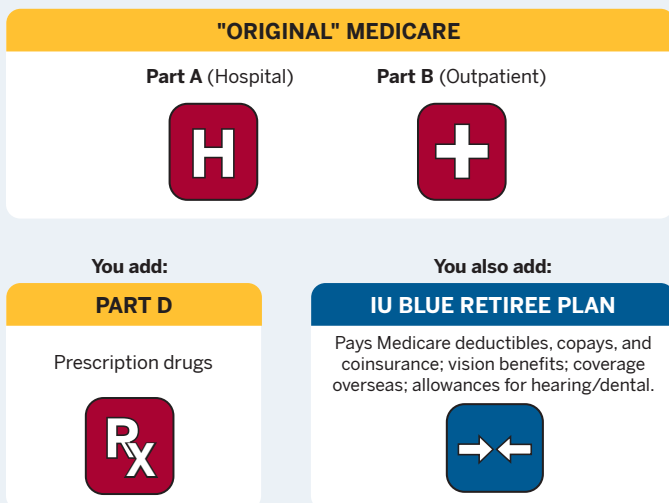 "ORIGINAL" MEDICARE
Part A (Hospital)
Part B (Outpatient)
H
You add:
PART D
Prescription drugs
Rx
You also add:
IU BLUE RETIREE PLAN
Pays Medicare deductibles, copays, and
coinsurance; vision benefits; coverage
overseas; allowances for hearing/dental.